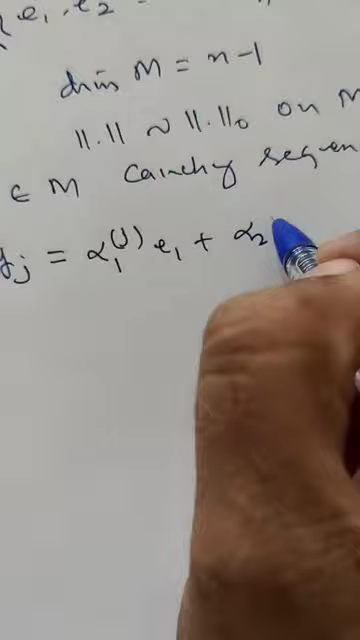 { e₁, e₂
dim M = n-1
||.|| ~ ||.||₀ on M
∈ M Cauchy sequen
yⱼ = α₁⁽ʲ⁾ e₁ + α₂